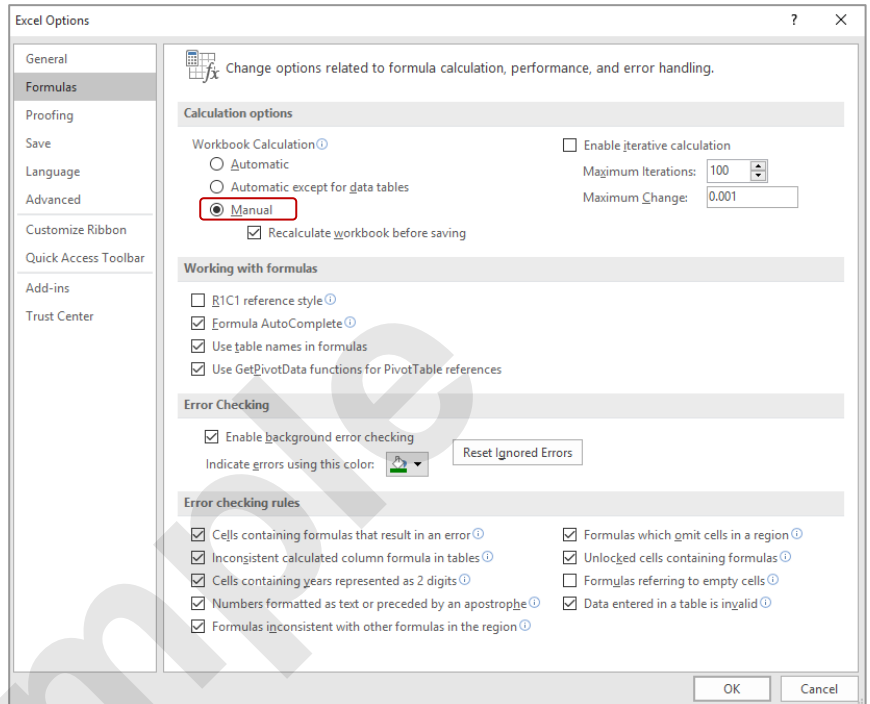 Excel Options ? ×
General
Formulas
Proofing
Save
Language
Advanced
Customize Ribbon
Quick Access Toolbar
Add-ins
Trust Center
fx Change options related to formula calculation, performance, and error handling.
Calculation options
Workbook Calculation
Automatic
Automatic except for data tables
Manual
Recalculate workbook before saving
Enable iterative calculation
Maximum Iterations: 100
Maximum Change: 0.001
Working with formulas
R1C1 reference style
Formula AutoComplete
Use table names in formulas
Use GetPivotData functions for PivotTable references
Error Checking
Enable background error checking
Indicate errors using this color:
Reset Ignored Errors
Error checking rules
Cells containing formulas that result in an error
Inconsistent calculated column formula in tables
Cells containing years represented as 2 digits
Numbers formatted as text or preceded by an apostrophe
Formulas inconsistent with other formulas in the region
Formulas which omit cells in a region
Unlocked cells containing formulas
Formulas referring to empty cells
Data entered in a table is invalid
OK Cancel
mple